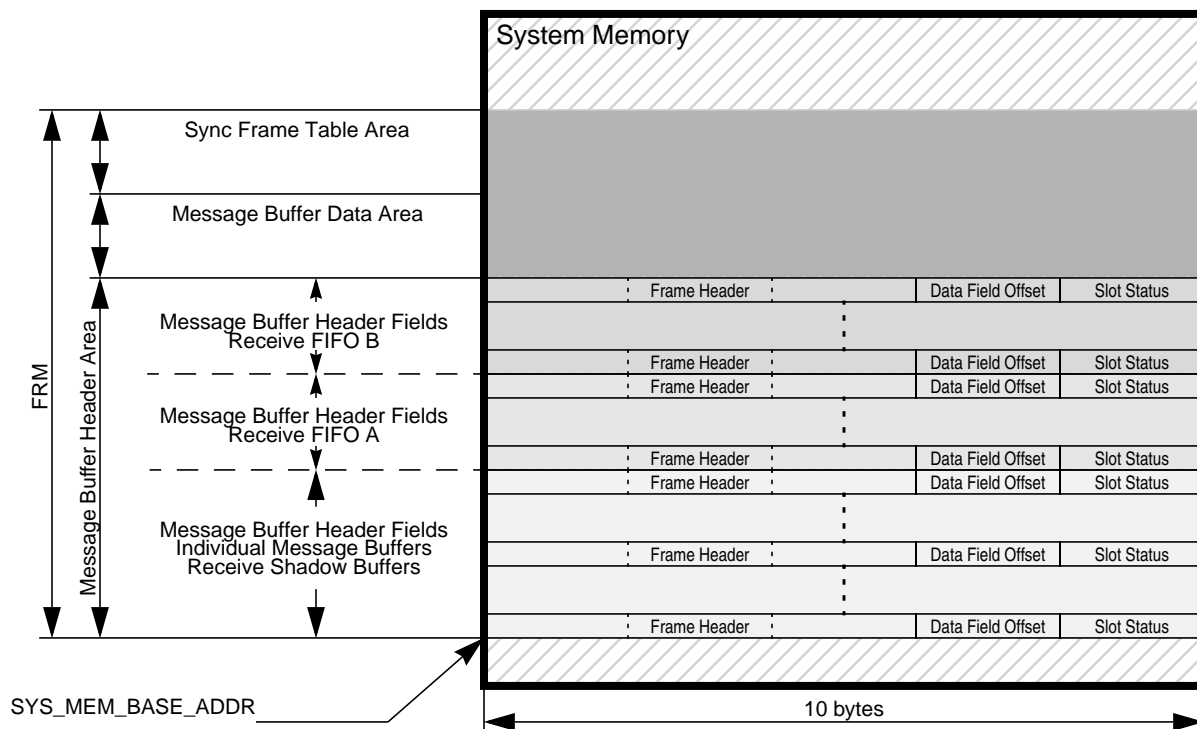 System Memory
Sync Frame Table Area
Message Buffer Data Area
Frame Header Data Field Offset Slot Status
Message Buffer Header Fields
Receive FIFO B
Frame Header Data Field Offset Slot Status
Frame Header Data Field Offset Slot Status
Message Buffer Header Fields
Receive FIFO A
Frame Header Data Field Offset Slot Status
Frame Header Data Field Offset Slot Status
Message Buffer Header Fields
Individual Message Buffers
Receive Shadow Buffers
Frame Header Data Field Offset Slot Status
Frame Header Data Field Offset Slot Status
FRM
Message Buffer Header Area
SYS_MEM_BASE_ADDR
10 bytes